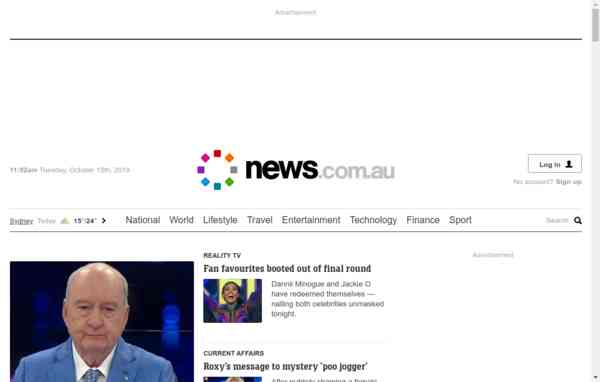 Advertisement
11:52am Tuesday, October 15th, 2019
news.com.au
Log in
No account? Sign up
Sydney Today 15°/24°
National World Lifestyle Travel Entertainment Technology Finance Sport
Search
REALITY TV
Advertisement
Fan favourites booted out of final round
Dannii Minogue and Jackie O
have redeemed themselves —
nailing both celebrities unmasked
tonight.
CURRENT AFFAIRS
Roxy's message to mystery 'poo jogger'
After publicly shaming a female